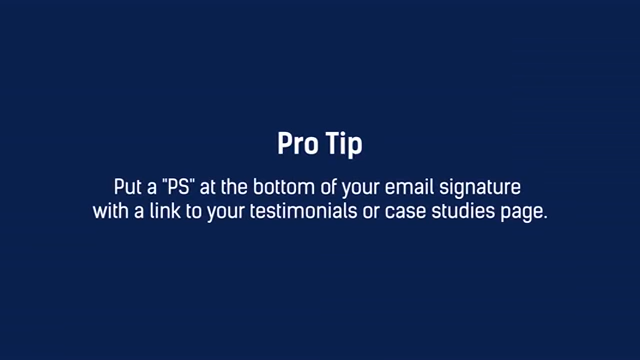 Pro Tip
Put a "PS" at the bottom of your email signature
with a link to your testimonials or case studies page.